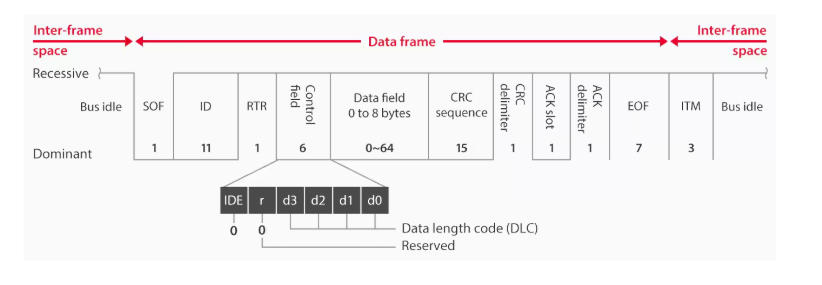 Inter-frame
space
Data frame
Inter-frame
space
Recessive
Bus idle
SOF
ID
RTR
Control
field
Data field
0 to 8 bytes
CRC
sequence
CRC
delimiter
ACK slot
ACK
delimiter
EOF
ITM
Bus idle
Dominant
1
11
1
6
0~64
15
1
1
1
7
3
IDE r d3 d2 d1 d0
0 0
Data length code (DLC)
Reserved